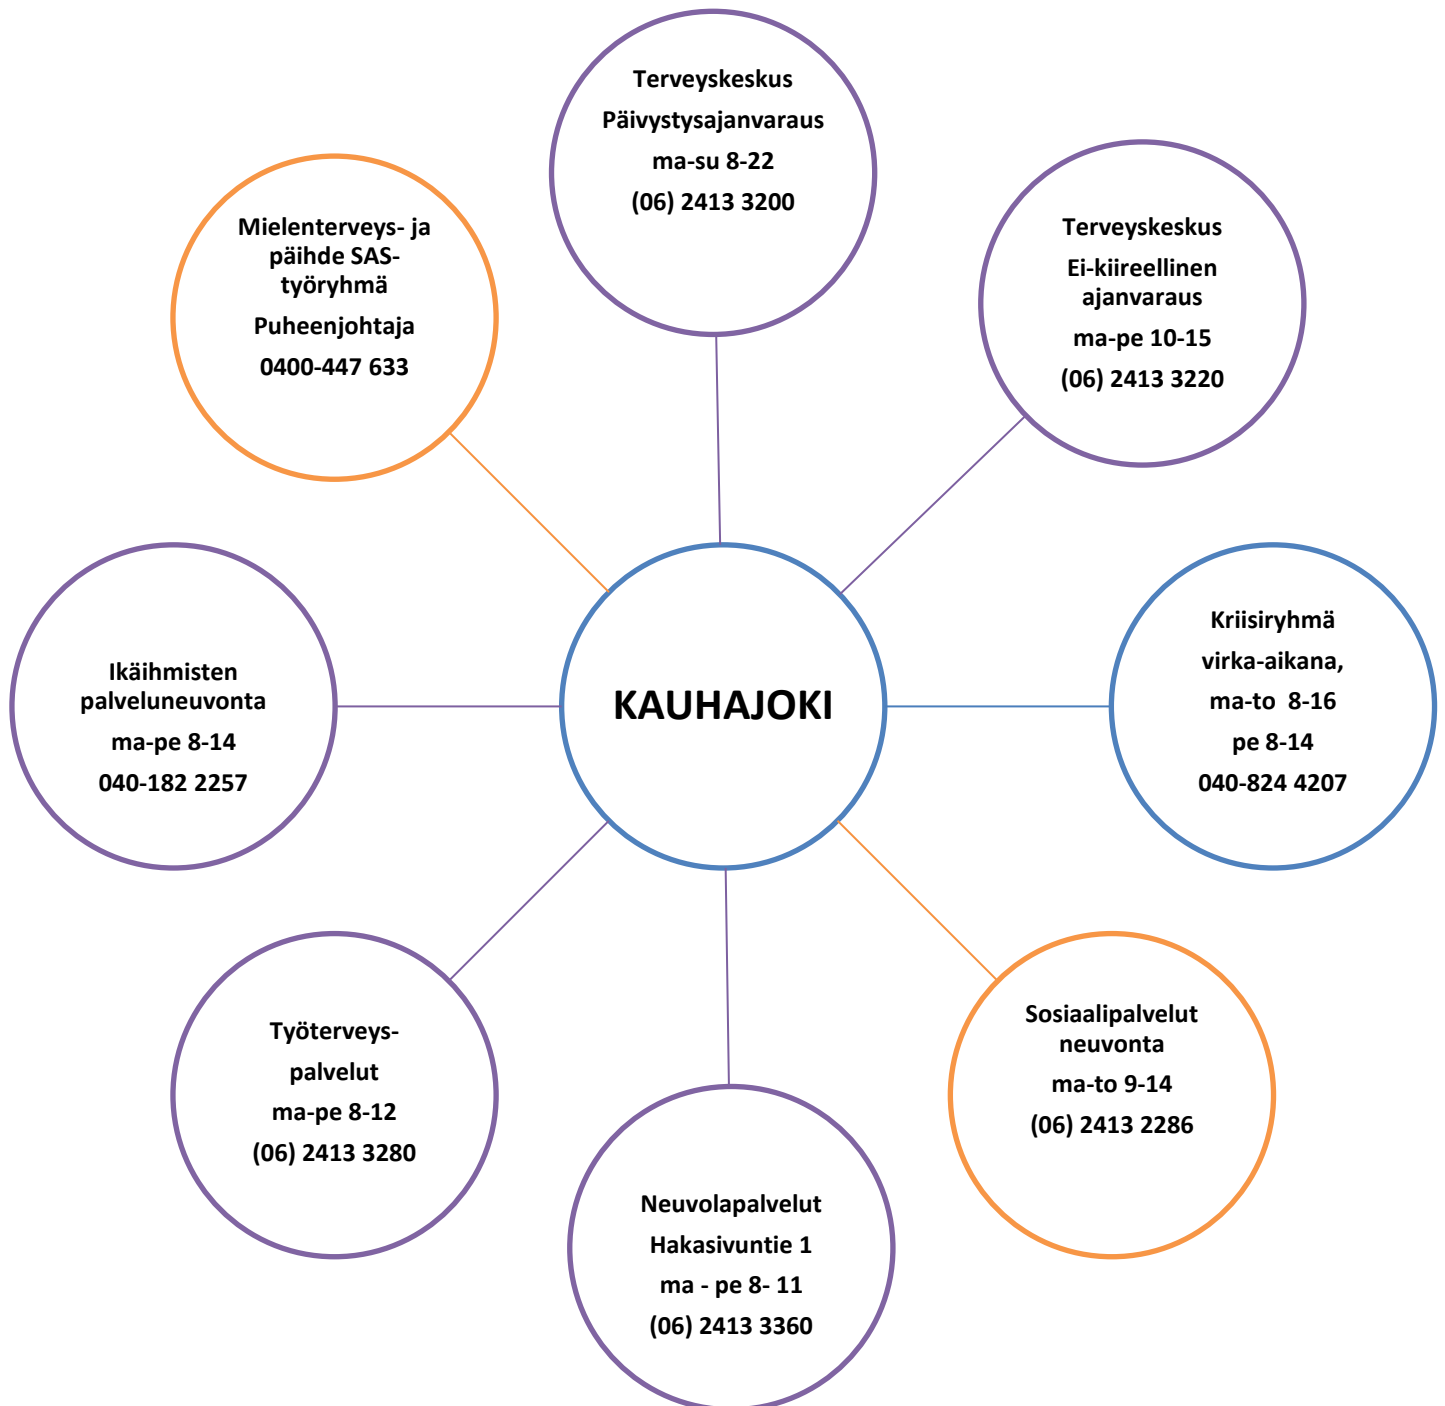 Terveyskeskus
Päivystysajanvaraus
ma-su 8-22
(06) 2413 3200
Terveyskeskus
Ei-kiireellinen
ajanvaraus
ma-pe 10-15
(06) 2413 3220
Mielenterveys- ja
päihde SAS-
työryhmä
Puheenjohtaja
0400-447 633
Kriisiryhmä
virka-aikana,
ma-to 8-16
pe 8-14
040-824 4207
KAUHAJOKI
Ikäihmisten
palveluneuvonta
ma-pe 8-14
040-182 2257
Sosiaalipalvelut
neuvonta
ma-to 9-14
(06) 2413 2286
Työterveys-
palvelut
ma-pe 8-12
(06) 2413 3280
Neuvolapalvelut
Hakasivuntie 1
ma - pe 8- 11
(06) 2413 3360